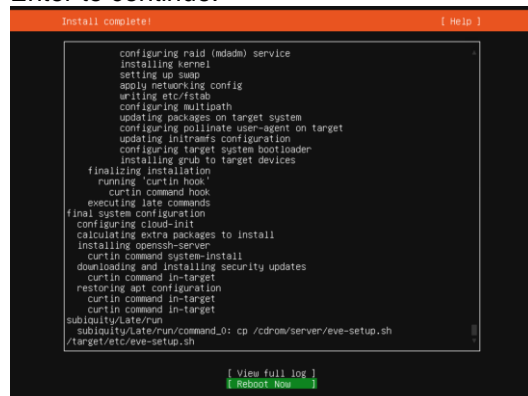 Install complete!
[ Help ]
configuring raid (mdadm) service
installing kernel
setting up swap
apply networking config
writing etc/fstab
configuring multipath
updating packages on target system
configuring pollinate user-agent on target
updating initramfs configuration
configuring target system bootloader
installing grub to target devices
finalizing installation
running 'curtin hook'
curtin command hook
executing late commands
final system configuration
configuring cloud-init
calculating extra packages to install
installing openssh-server
curtin command system-install
downloading and installing security updates
curtin command in-target
restoring apt configuration
curtin command in-target
curtin command in-target
subiquity/Late/run
subiquity/Late/run/command_0: cp /cdrom/server/eve-setup.sh
/target/etc/eve-setup.sh
[ View full log ]
[ Reboot Now ]